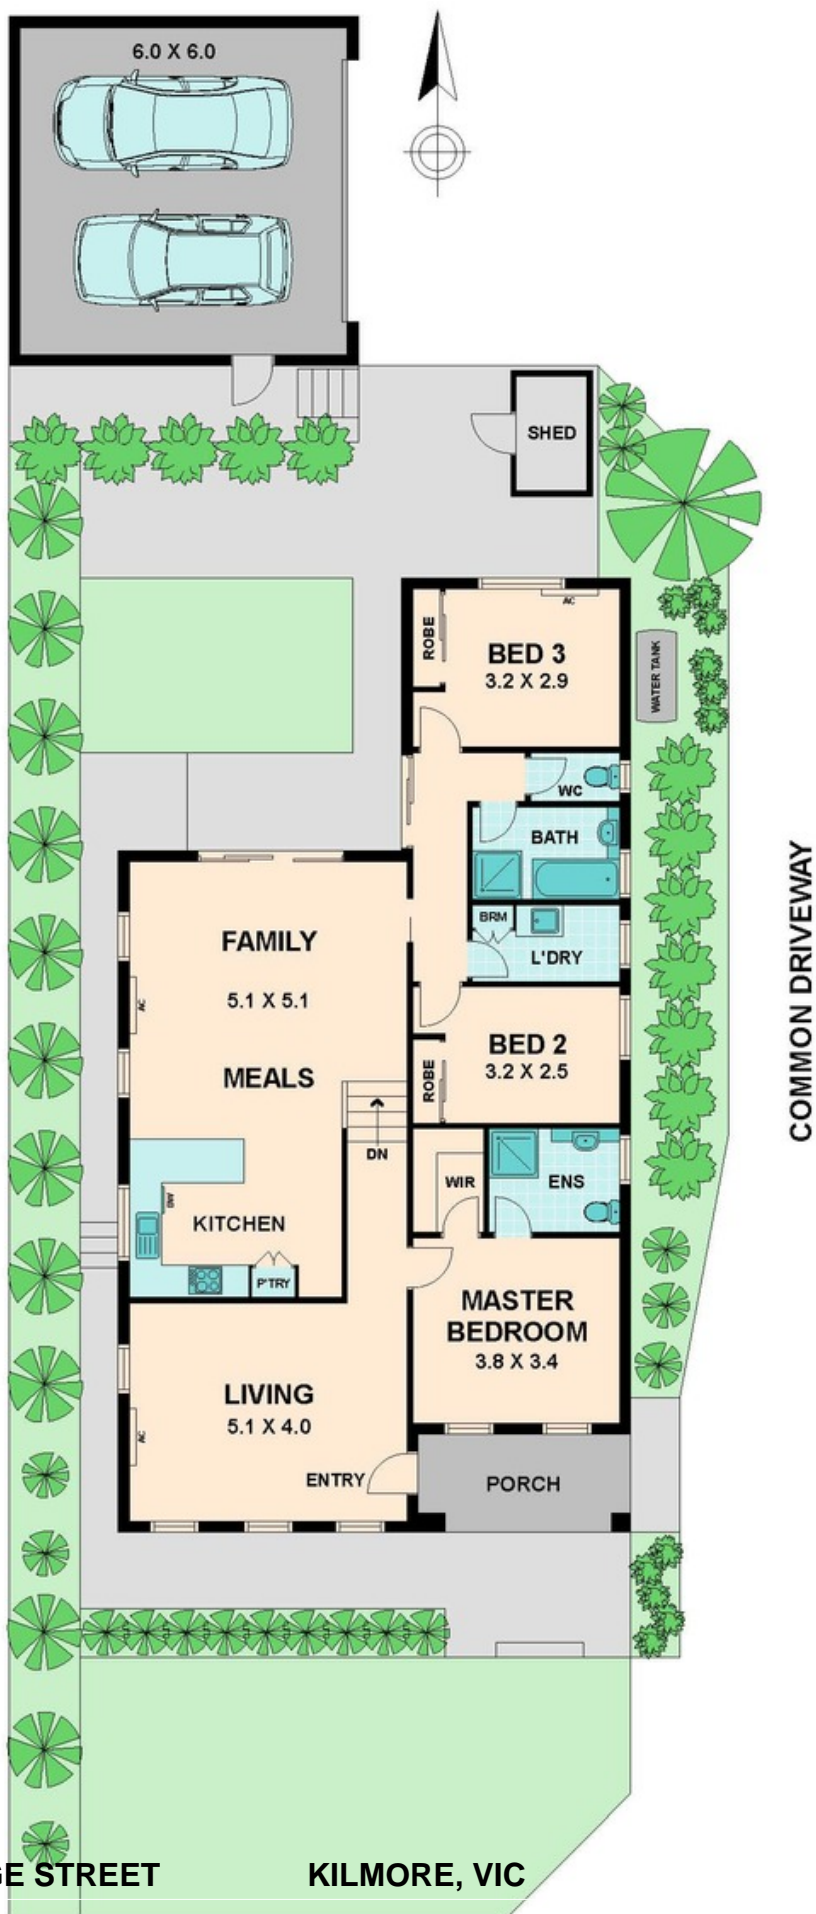 6.0 X 6.0
SHED
ROBE
BED 3
3.2 X 2.9
AC
WATER TANK
WC
BATH
BRM
L'DRY
FAMILY
5.1 X 5.1
AC
MEALS
BED 2
3.2 X 2.5
ROBE
DN
WIR
ENS
KITCHEN
P'TRY
MASTER
BEDROOM
3.8 X 3.4
LIVING
5.1 X 4.0
AC
ENTRY
PORCH
COMMON DRIVEWAY
STREET
KILMORE, VIC